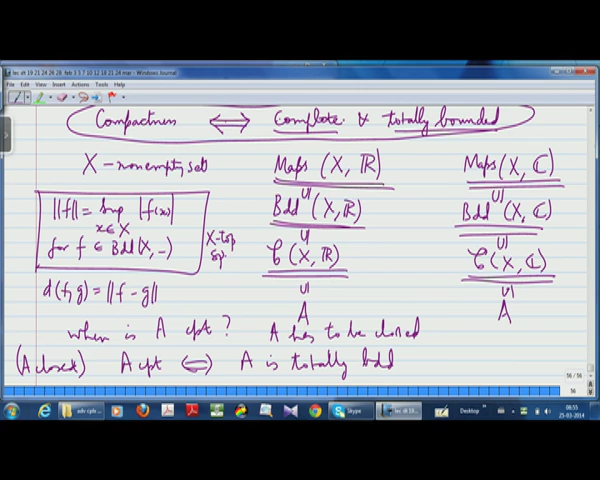 lec dt 19 21 24 26 28 feb 3 5 7 10 12 18 21 24 mar - Windows Journal
File Edit View Insert Actions Tools Help
Compactness ⟺ Complete & totally bounded
X - nonempty set Maps (X, ℝ) Maps (X, ℂ)
∪| ∪|
||f|| = Sup |f(x)| Bdd (X, ℝ) Bdd (X, ℂ)
x∈X
for f ∈ Bdd(X, -) X-top sp. ∪| ∪|
𝒞 (X, ℝ) 𝒞 (X, ℂ)
∪| ∪|
d(f,g) = ||f - g|| A A
when is A cpt ? A has to be closed
(A closed) A cpt ⟺ A is totally bdd
56 / 56
56
Skype
Desktop
08:55
25-03-2014